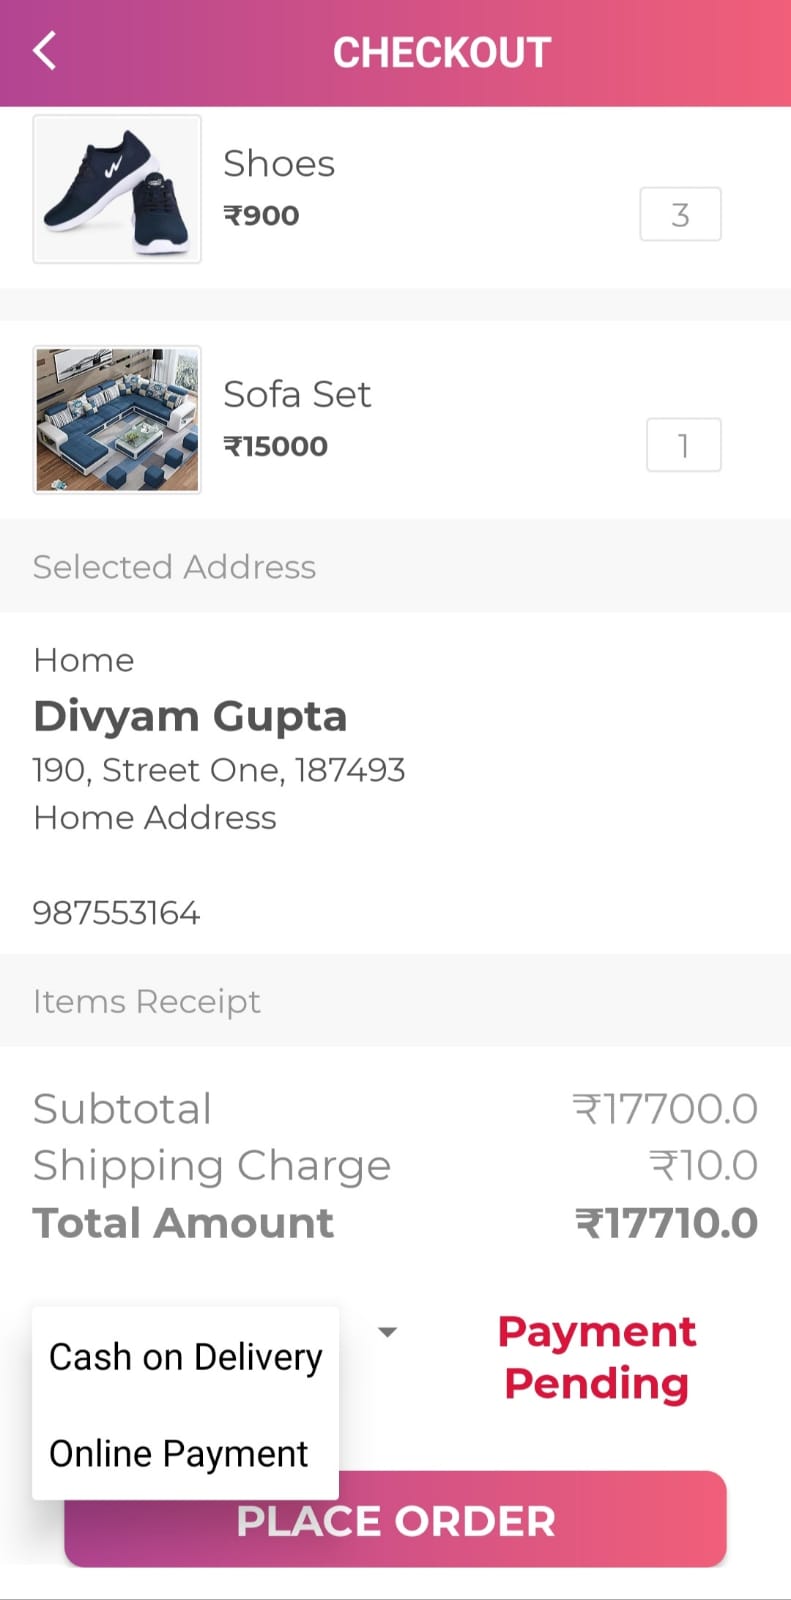 CHECKOUT
Shoes
₹900
3
Sofa Set
₹15000
1
Selected Address
Home
Divyam Gupta
190, Street One, 187493
Home Address
987553164
Items Receipt
Subtotal ₹17700.0
Shipping Charge ₹10.0
Total Amount ₹17710.0
Cash on Delivery
Online Payment
Payment
Pending
PLACE ORDER